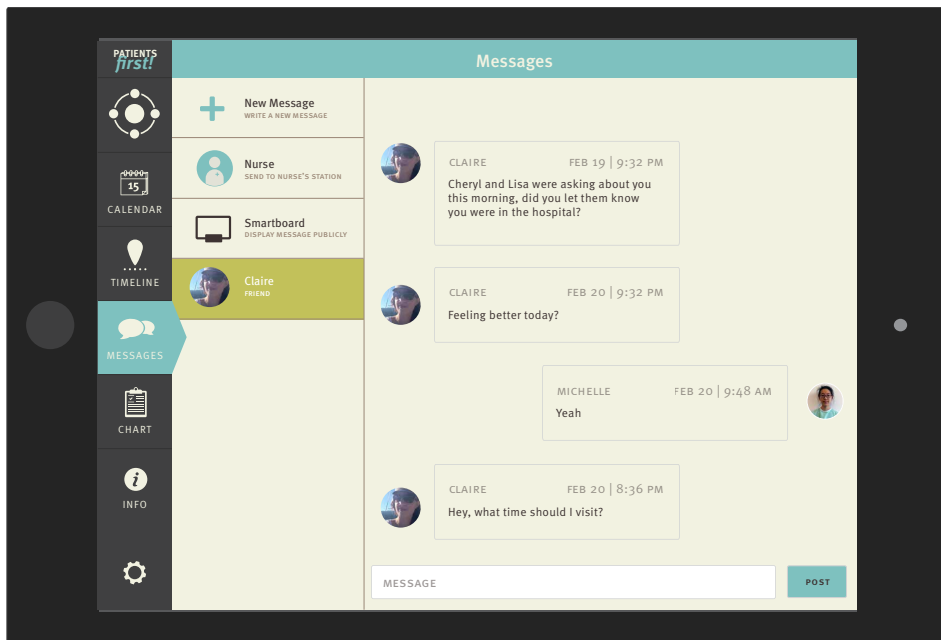 PATIENTS
first!
Messages
15
CALENDAR
TIMELINE
MESSAGES
CHART
INFO
New Message
WRITE A NEW MESSAGE
Nurse
SEND TO NURSE'S STATION
Smartboard
DISPLAY MESSAGE PUBLICLY
Claire
FRIEND
CLAIRE FEB 19 | 9:32 PM
Cheryl and Lisa were asking about you
this morning, did you let them know
you were in the hospital?
CLAIRE FEB 20 | 9:32 PM
Feeling better today?
MICHELLE FEB 20 | 9:48 AM
Yeah
CLAIRE FEB 20 | 8:36 PM
Hey, what time should I visit?
MESSAGE
POST